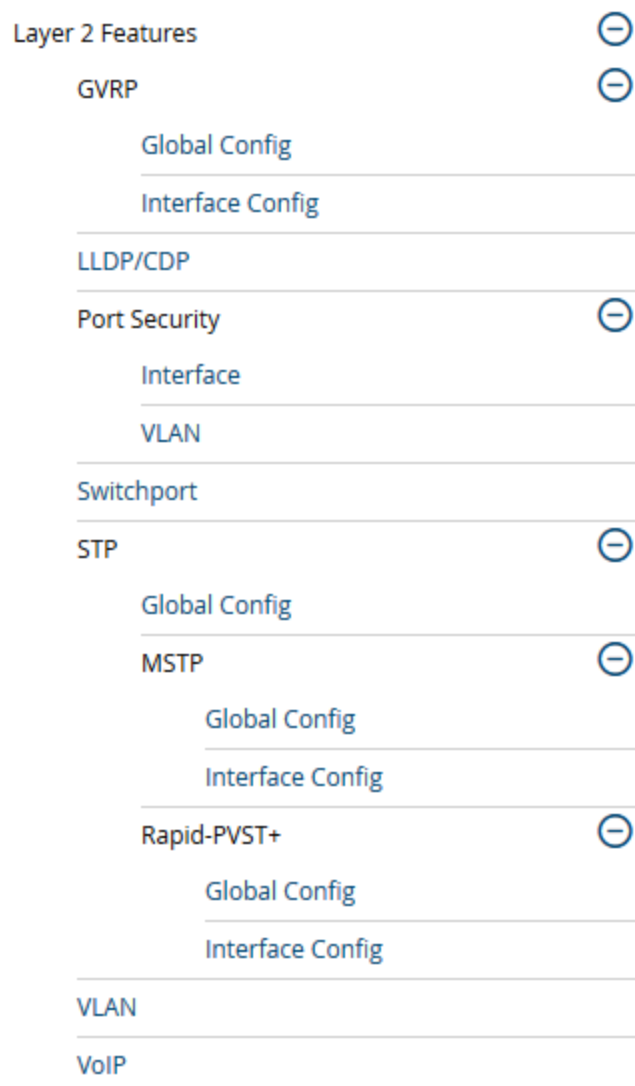 Layer 2 Features
GVRP
Global Config
Interface Config
LLDP/CDP
Port Security
Interface
VLAN
Switchport
STP
Global Config
MSTP
Global Config
Interface Config
Rapid-PVST+
Global Config
Interface Config
VLAN
VoIP